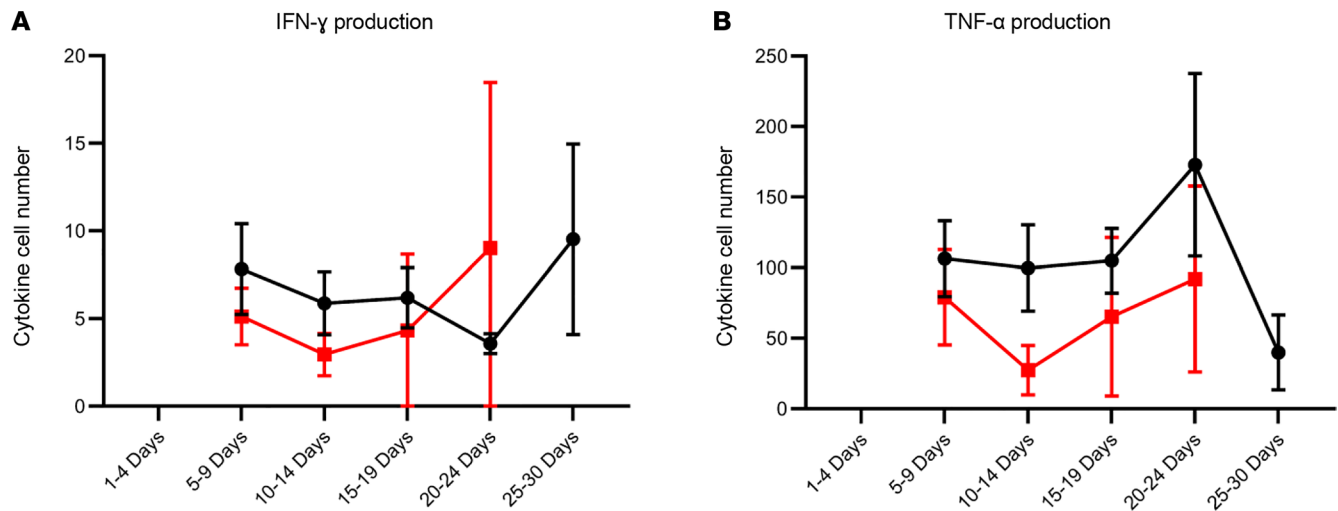 A
IFN-ɣ production
Cytokine cell number
20
15
10
5
0
1-4 Days
5-9 Days
10-14 Days
15-19 Days
20-24 Days
25-30 Days
B
TNF-α production
Cytokine cell number
250
200
150
100
50
0
1-4 Days
5-9 Days
10-14 Days
15-19 Days
20-24 Days
25-30 Days